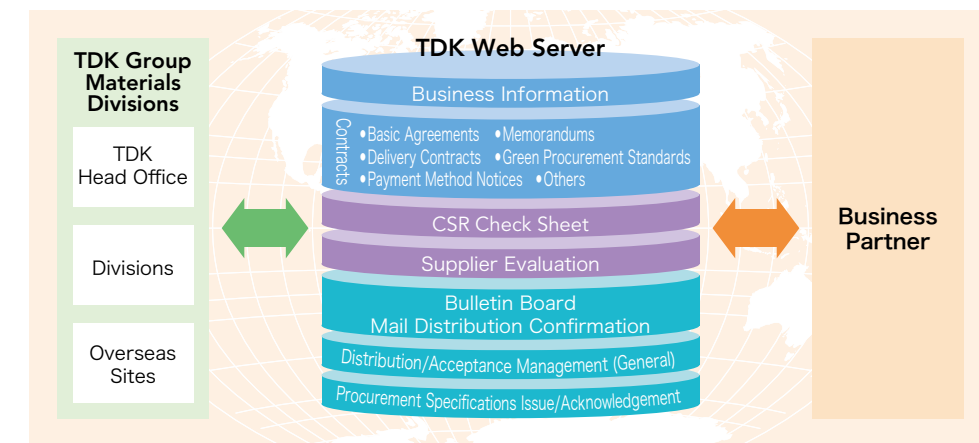 TDK Group
Materials
Divisions
TDK
Head Office
Divisions
Overseas
Sites
TDK Web Server
Business Information
Contracts
•Basic Agreements •Memorandums
•Delivery Contracts •Green Procurement Standards
•Payment Method Notices •Others
CSR Check Sheet
Supplier Evaluation
Bulletin Board
Mail Distribution Confirmation
Distribution/Acceptance Management (General)
Procurement Specifications Issue/Acknowledgement
Business
Partner